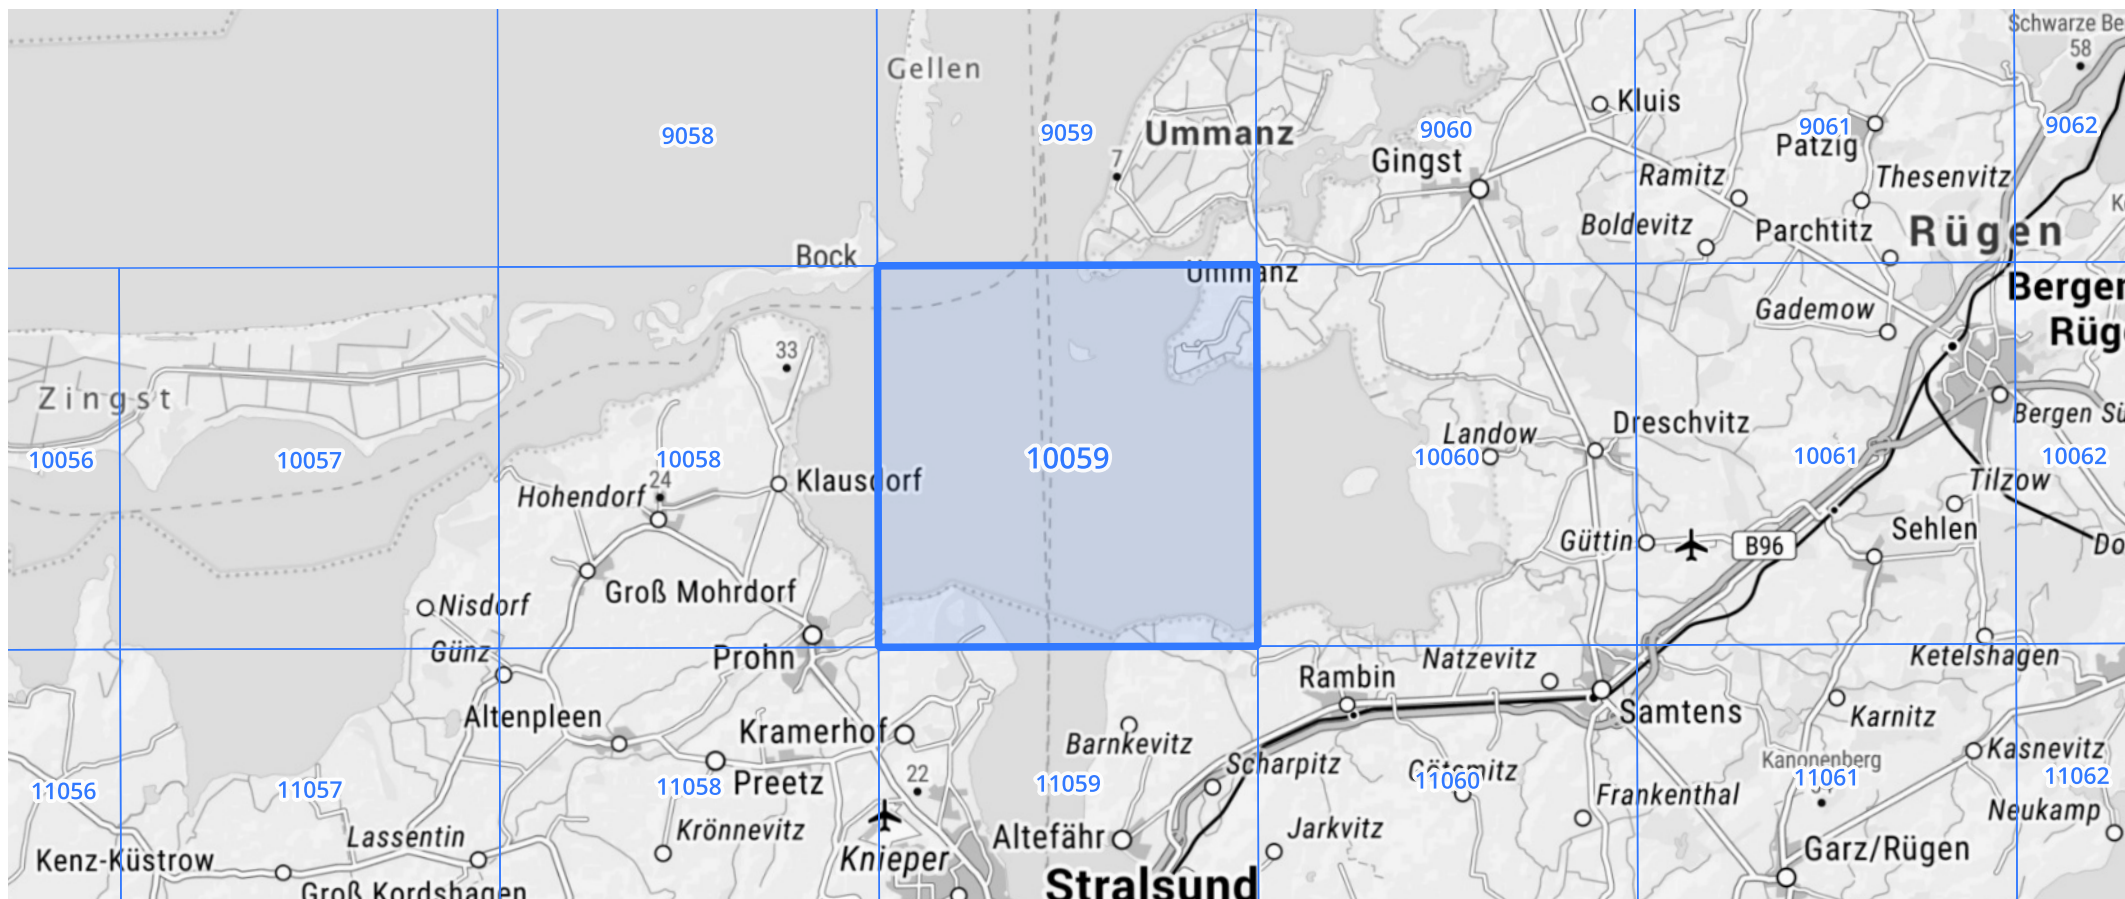 Schwarze Be
58
Gellen
Kluis
9058
9059
Ummanz
9060
9061
9062
Patzig
7
Gingst
Ramitz
Thesenvitz
Boldevitz
Parchtitz
Rügen
Bock
Ummanz
Bergen
Rüge
Gademow
33
Zingst
Dreschvitz
Bergen Sü
Landow
10056
10057
10058
10059
10060
10061
10062
24
Hohendorf
Klausdorf
Tilzow
Sehlen
Güttin
B96
Do
Groß Mohrdorf
Nisdorf
Günz
Prohn
Natzevitz
Ketelshagen
Rambin
Altenpleen
Kramerhof
Barnkevitz
Samtens
Karnitz
Kasnevitz
Kanonenberg
Scharpitz
Götemitz
11056
11057
11058
Preetz
22
11059
11060
11061
11062
Frankenthal
Neukamp
Lassentin
Krönnevitz
Altefähr
Jarkvitz
Kenz-Küstrow
Knieper
Garz/Rügen
Groß Kordshagen
Stralsund